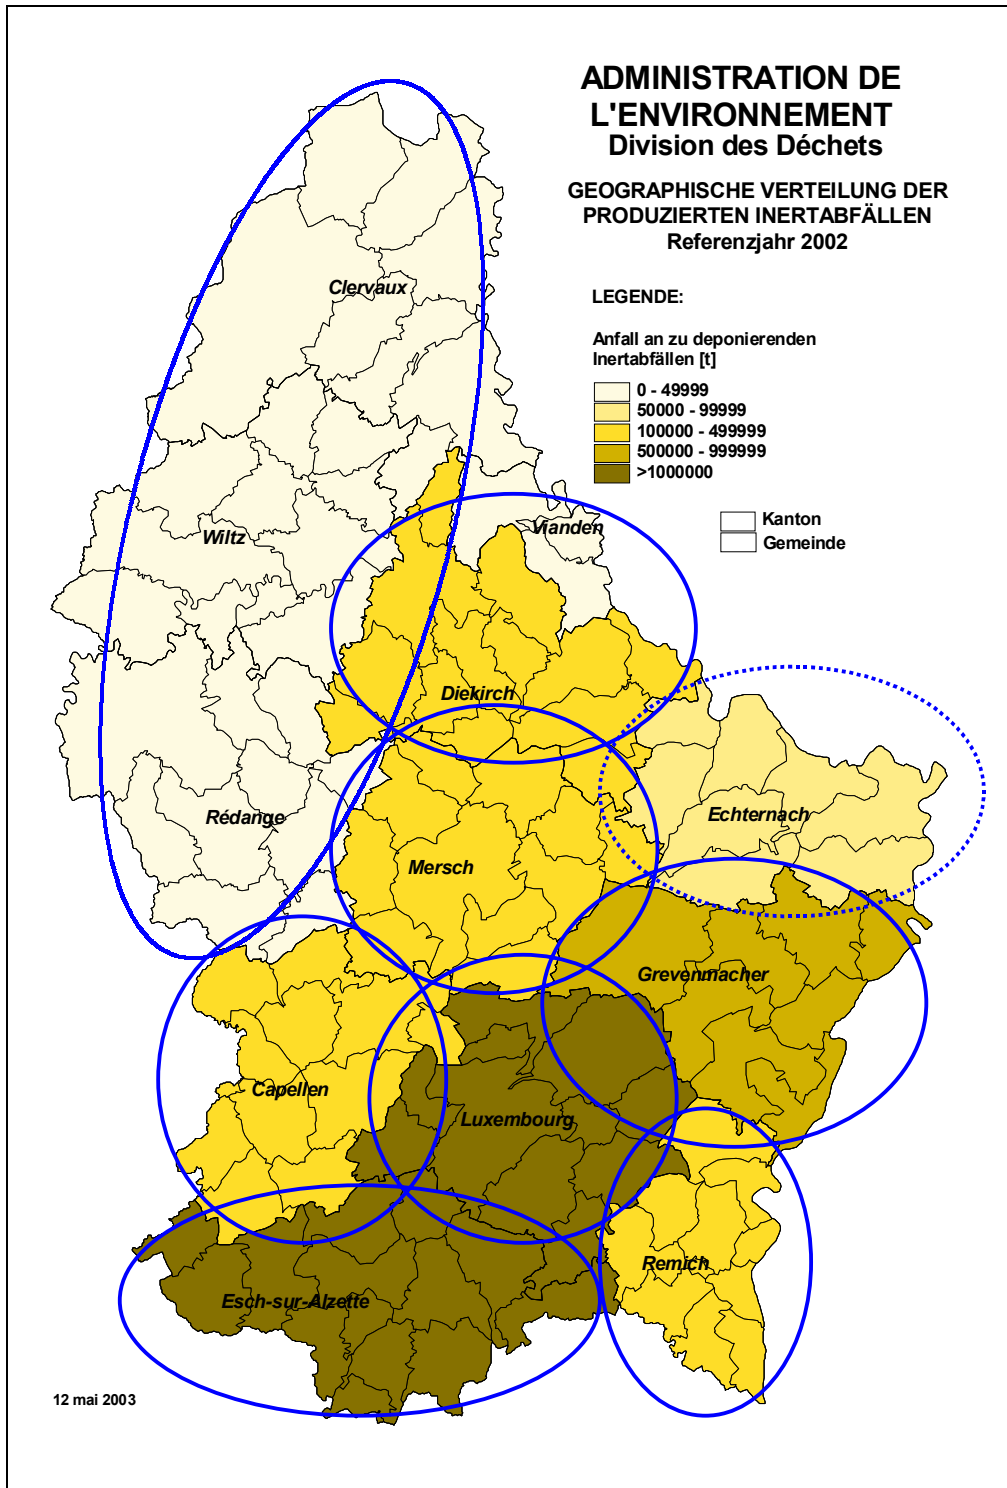 ADMINISTRATION DE
L'ENVIRONNEMENT
Division des Déchets
GEOGRAPHISCHE VERTEILUNG DER
PRODUZIERTEN INERTABFÄLLEN
Referenzjahr 2002
LEGENDE:
Anfall an zu deponierenden
Inertabfällen [t]
0 - 49999
50000 - 99999
100000 - 499999
500000 - 999999
>1000000
Kanton
Gemeinde
Clervaux
Vianden
Wiltz
Diekirch
Rédange
Echternach
Mersch
Grevenmacher
Capellen
Luxembourg
Remich
Esch-sur-Alzette
12 mai 2003